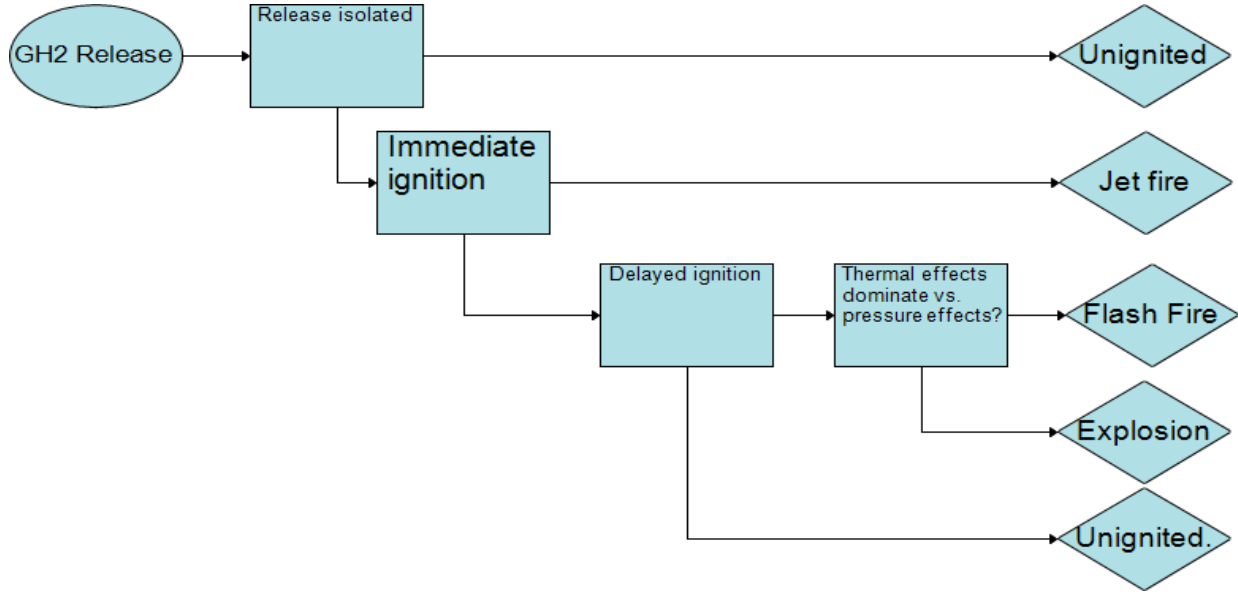 Release isolated
GH2 Release
Unignited
Immediate
ignition
Jet fire
Delayed ignition
Thermal effects
dominate vs.
pressure effects?
Flash Fire
Explosion
Unignited.